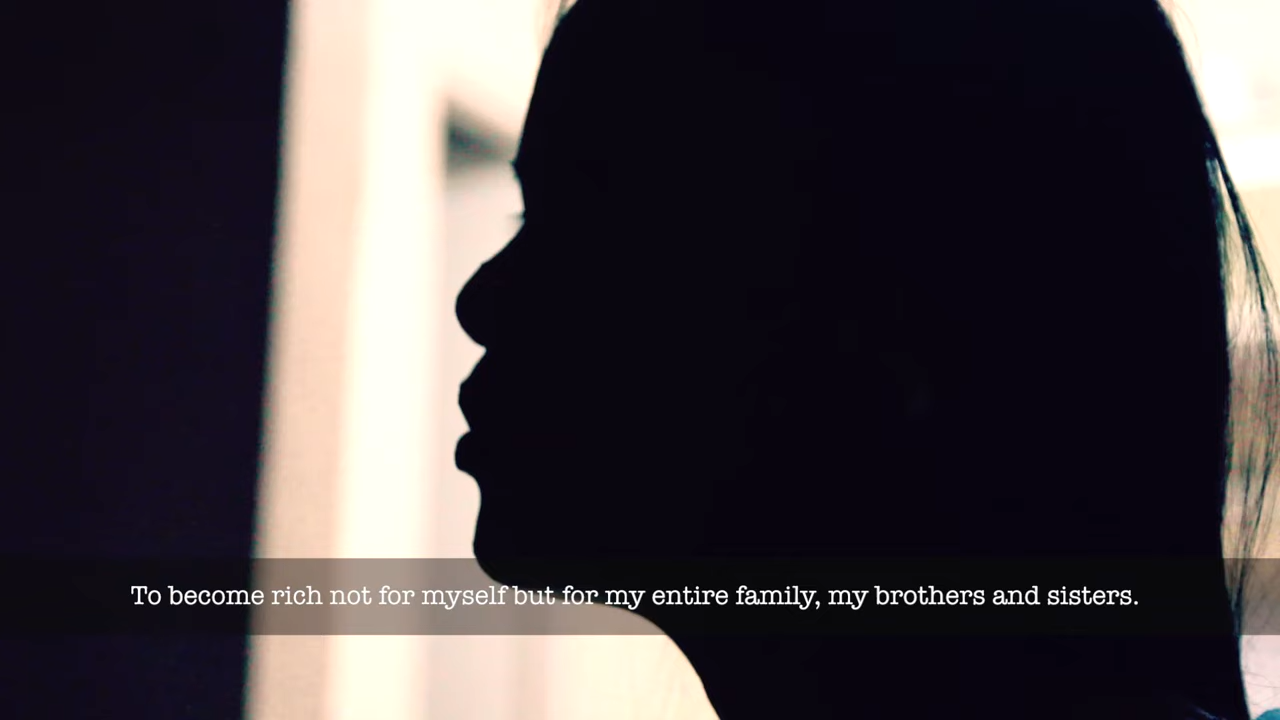 To become rich not for myself but for my entire family, my brothers and sisters.